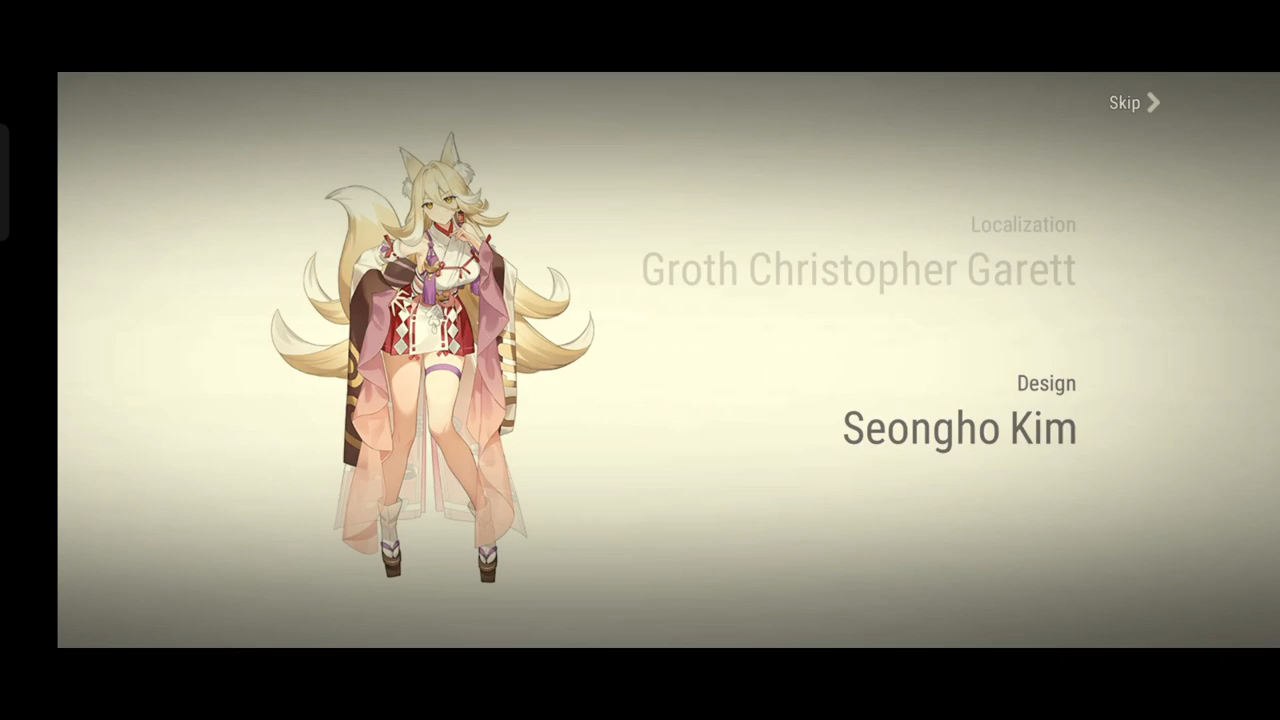 Skip
Localization
Groth Christopher Garett
Design
Seongho Kim